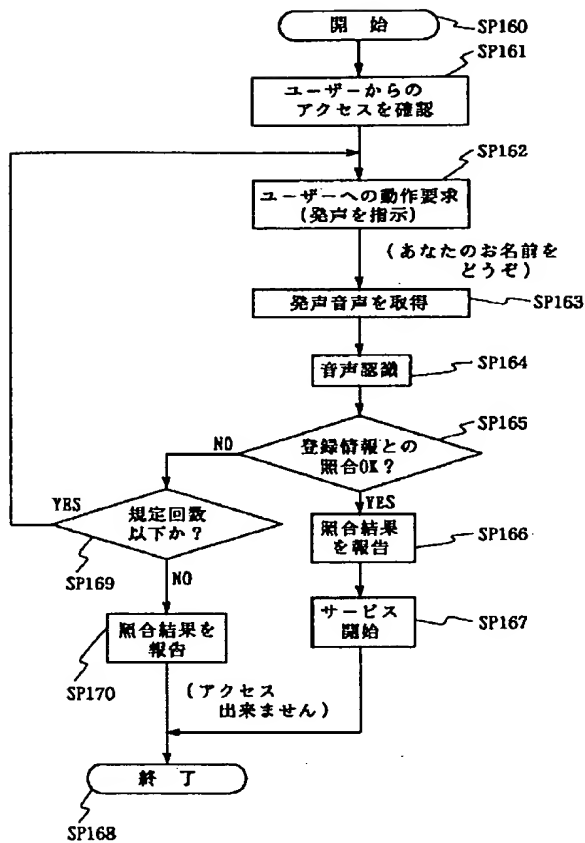 開 始
SP160
SP161
ユーザーからの
アクセスを確認
SP162
ユーザーへの動作要求
(発声を指示)
(あなたのお名前を
どうぞ)
発声音声を取得
SP163
音声認識
SP164
SP165
登録情報との
照合OK?
NO
YES
YES
規定回数
以下か?
SP169
NO
照合結果
を報告
SP166
サービス
開始
SP167
照合結果を
報告
SP170
(アクセス
出来ません)
終 了
SP168